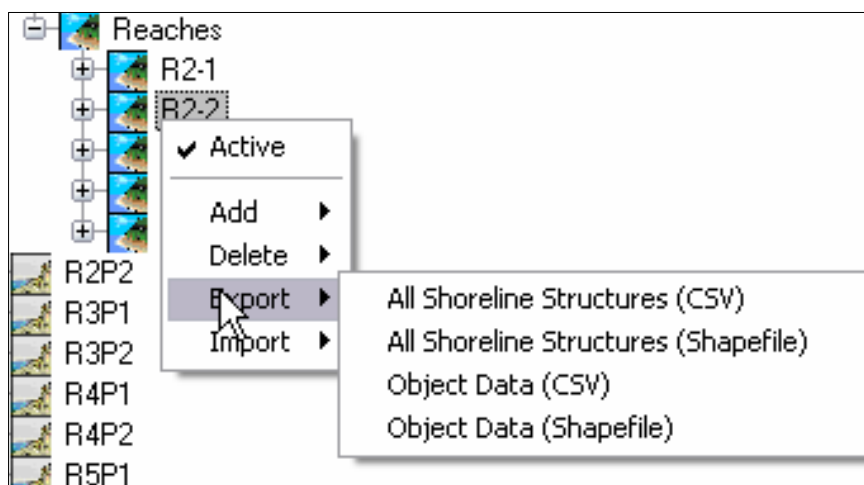 Reaches
R2-1
R2-2
Active
Add
Delete
Export
Import
All Shoreline Structures (CSV)
All Shoreline Structures (Shapefile)
Object Data (CSV)
Object Data (Shapefile)
R2P2
R3P1
R3P2
R4P1
R4P2
R5P1